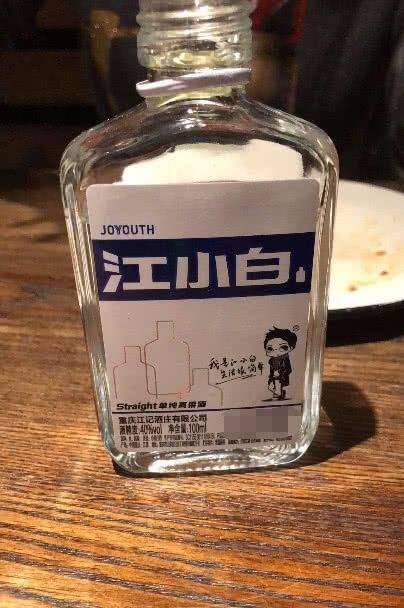 JOYOUTH
江小白
®
我是江小白
生活很简单
Straight单纯高粱酒
重庆江记酒庄有限公司
酒精度:40%vol 净含量:100ml